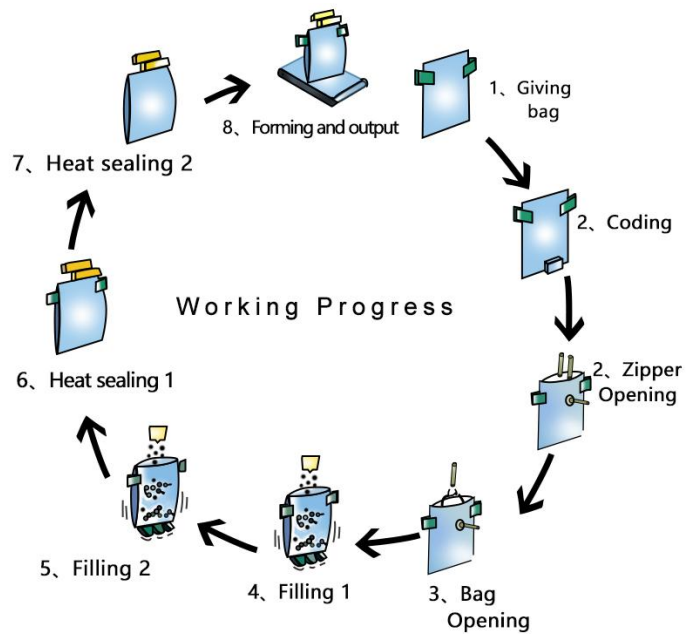 1、Giving
bag
2、Coding
2、Zipper
Opening
3、Bag
Opening
4、Filling 1
5、Filling 2
6、Heat sealing 1
7、Heat sealing 2
8、Forming and output
Working Progress